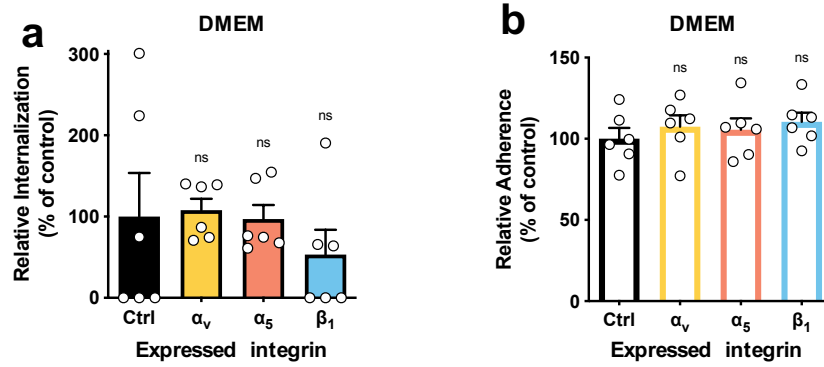 a
DMEM
Relative Internalization
(% of control)
300
200
100
0
ns
ns
ns
Ctrl αv α5 β1
Expressed integrin
b
DMEM
Relative Adherence
(% of control)
150
100
50
0
ns
ns
ns
Ctrl αv α5 β1
Expressed integrin